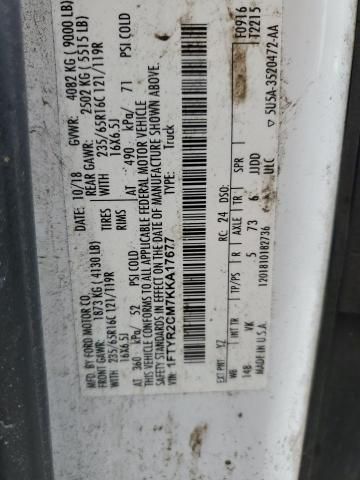 MFD. BY FORD MOTOR CO.
DATE: 10/18
GVWR: 4082 KG ( 9000 LB)
FRONT GAWR: 1873 KG ( 4130 LB)
REAR GAWR: 2502 KG ( 5515 LB)
WITH 235/65R16C 121/119R TIRES
WITH 235/65R16C 121/119R
16X6.5J RIMS
16X6.5J
AT 360 kPa/ 52 PSI COLD
AT 490 kPa/ 71 PSI COLD
THIS VEHICLE CONFORMS TO ALL APPLICABLE FEDERAL MOTOR VEHICLE
SAFETY STANDARDS IN EFFECT ON THE DATE OF MANUFACTURE SHOWN ABOVE.
VIN: 1FTYR2CM7KKA17677
TYPE: Truck
F0916
T2215
EXT PNT: YZ RC: 24 DSO:
WB INT TR TP/PS R AXLE TR SPR
148 VK 5 73 6 JJDD
ULC
MADE IN U.S.A. 1201810182736
5U5A-3520472-AA